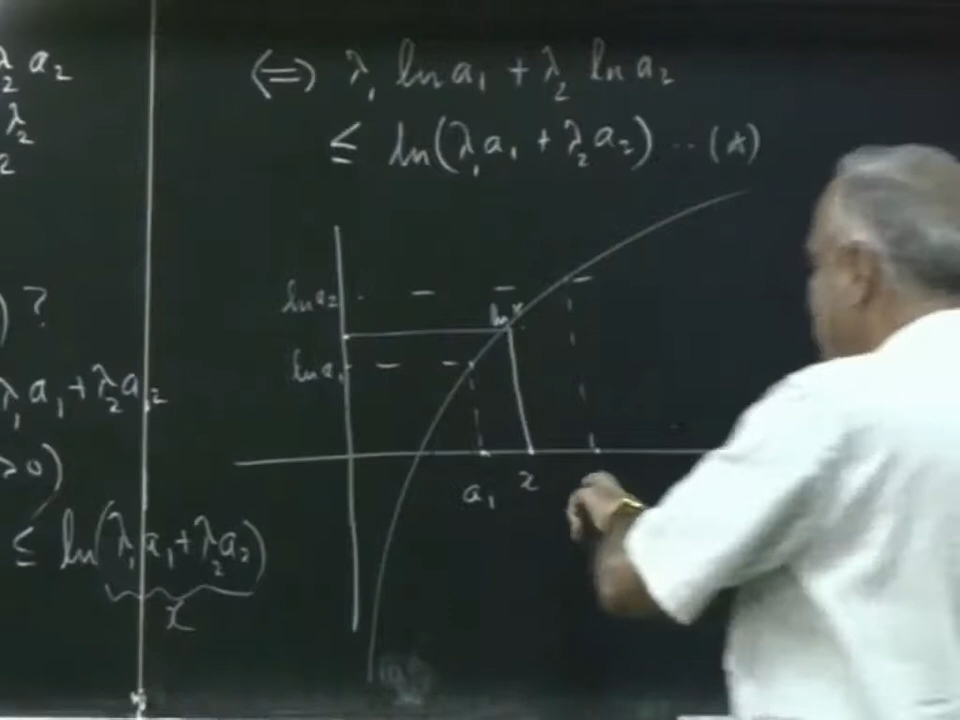 λ₂ a₂
λ₂
2
) ?
λ₁a₁ + λ₂a₂
>0)
≤ ln(λ₁a₁ + λ₂a₂)
x
(⇔) λ₁ ln a₁ + λ₂ ln a₂
≤ ln(λ₁a₁ + λ₂a₂) ... (*)
ln a₂
ln x
ln a₁
a₁ x